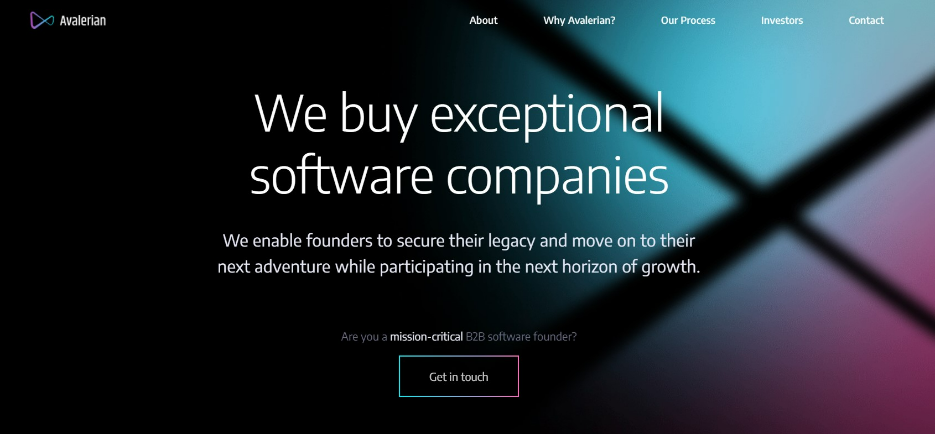 Avalerian
About
Why Avalerian?
Our Process
Investors
Contact
We buy exceptional
software companies
We enable founders to secure their legacy and move on to their
next adventure while participating in the next horizon of growth.
Are you a mission-critical B2B software founder?
Get in touch